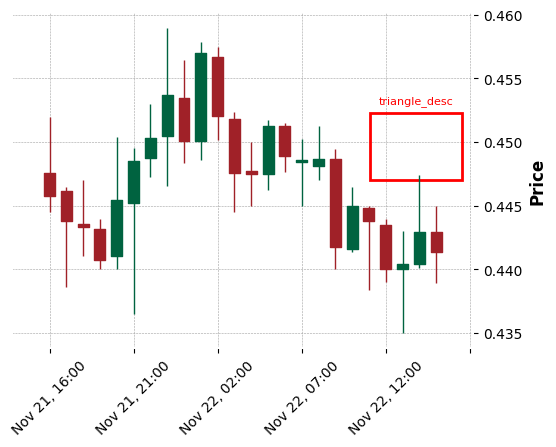 0.460
triangle_desc
0.455
0.450
Price
0.445
0.440
0.435
Nov 21, 16:00
Nov 21, 21:00
Nov 22, 02:00
Nov 22, 07:00
Nov 22, 12:00